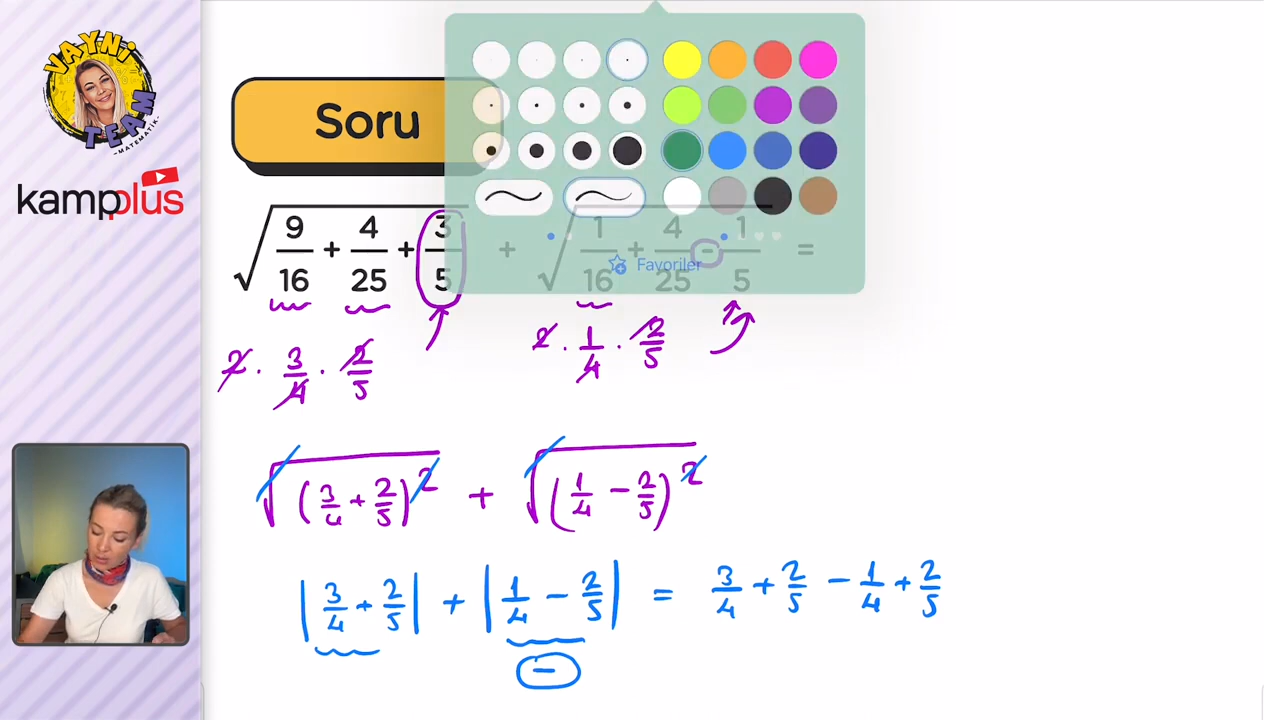 VAYNi
TEAM
-MATEMATİK-
kampplus
Soru
√(9/16 + 4/25 + 3/5) + √(1/16 + 4/25 - 1/5) =
Favoriler
2 · 3/4 · 2/5
2 · 1/4 · 2/5
√(3/4 + 2/5)² + √(1/4 - 2/5)²
|3/4 + 2/5| + |1/4 - 2/5| = 3/4 + 2/5 - 1/4 + 2/5
-